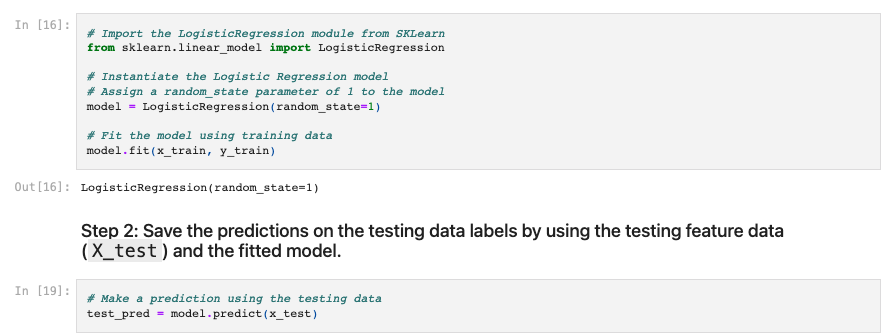 In [16]:
# Import the LogisticRegression module from SKLearn
from sklearn.linear_model import LogisticRegression
# Instantiate the Logistic Regression model
# Assign a random_state parameter of 1 to the model
model = LogisticRegression(random_state=1)
# Fit the model using training data
model.fit(x_train, y_train)
Out[16]: LogisticRegression(random_state=1)
Step 2: Save the predictions on the testing data labels by using the testing feature data
( X_test ) and the fitted model.
In [19]:
# Make a prediction using the testing data
test_pred = model.predict(x_test)